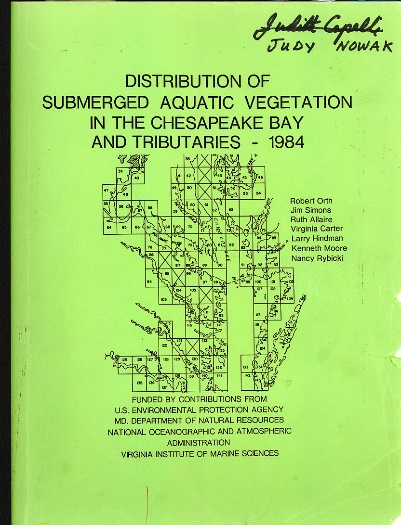 Judith Capelli
JUDY NOWAK
DISTRIBUTION OF
SUBMERGED AQUATIC VEGETATION
IN THE CHESAPEAKE BAY
AND TRIBUTARIES - 1984
Robert Orth
Jim Simons
Ruth Allaire
Virginia Carter
Larry Hindman
Kenneth Moore
Nancy Rybicki
FUNDED BY CONTRIBUTIONS FROM
U.S. ENVIRONMENTAL PROTECTION AGENCY
MD. DEPARTMENT OF NATURAL RESOURCES
NATIONAL OCEANOGRAPHIC AND ATMOSPHERIC
ADMINISTRATION
VIRGINIA INSTITUTE OF MARINE SCIENCES